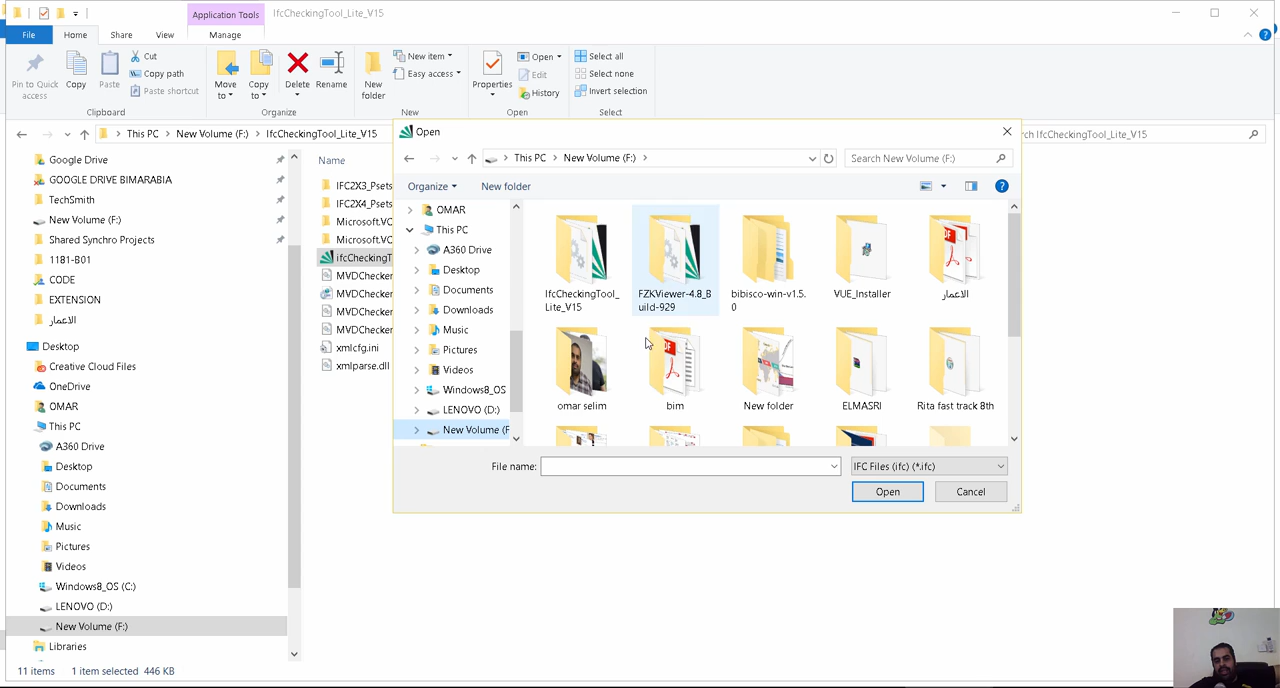 Application Tools
IfcCheckingTool_Lite_V15
File
Home
Share
View
Manage
Pin to Quick access
Copy
Paste
Cut
Copy path
Paste shortcut
Clipboard
Move to
Copy to
Delete
Rename
Organize
New folder
New item
Easy access
New
Properties
Open
Edit
History
Open
Select all
Select none
Invert selection
Select
This PC
New Volume (F:)
IfcCheckingTool_Lite_V15
rch IfcCheckingTool_Lite_V15
Google Drive
GOOGLE DRIVE BIMARABIA
TechSmith
New Volume (F:)
Shared Synchro Projects
1181-B01
CODE
EXTENSION
الاعمار
Desktop
Creative Cloud Files
OneDrive
OMAR
This PC
A360 Drive
Desktop
Documents
Downloads
Music
Pictures
Videos
Windows8_OS (C:)
LENOVO (D:)
New Volume (F:)
Libraries
11 items
1 item selected
446 KB
Name
IFC2X3_Psets
IFC2X4_Psets
Microsoft.VC
Microsoft.VC
ifcCheckingT
MVDChecker
MVDChecker
MVDChecker
MVDChecker
xmlcfg.ini
xmlparse.dll
Open
This PC
New Volume (F:)
Search New Volume (F:)
Organize
New folder
OMAR
This PC
A360 Drive
Desktop
Documents
Downloads
Music
Pictures
Videos
Windows8_OS
LENOVO (D:)
New Volume (F
IfcCheckingTool_
Lite_V15
FZKViewer-4.8_B
uild-929
bibisco-win-v1.5.
0
VUE_Installer
الاعمار
omar selim
bim
New folder
ELMASRI
Rita fast track 8th
File name:
IFC Files (ifc) (*.ifc)
Open
Cancel